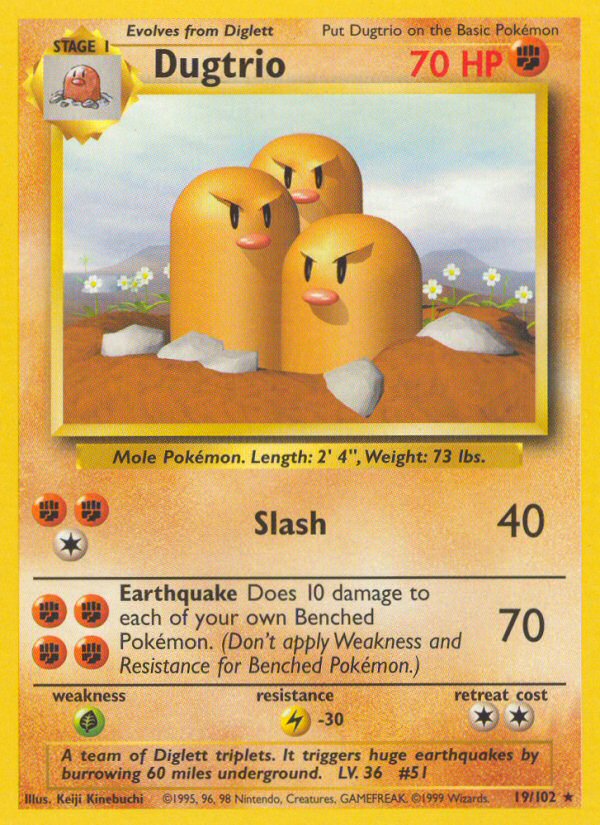 Evolves from Diglett Put Dugtrio on the Basic Pokémon
STAGE 1
Dugtrio 70 HP
Mole Pokémon. Length: 2' 4", Weight: 73 lbs.
Slash 40
Earthquake Does 10 damage to
each of your own Benched
Pokémon. (Don't apply Weakness and
Resistance for Benched Pokémon.)
70
weakness resistance retreat cost
-30
A team of Diglett triplets. It triggers huge earthquakes by
burrowing 60 miles underground. LV. 36 #51
Illus. Keiji Kinebuchi ©1995, 96, 98 Nintendo, Creatures, GAMEFREAK. ©1999 Wizards. 19/102 ★